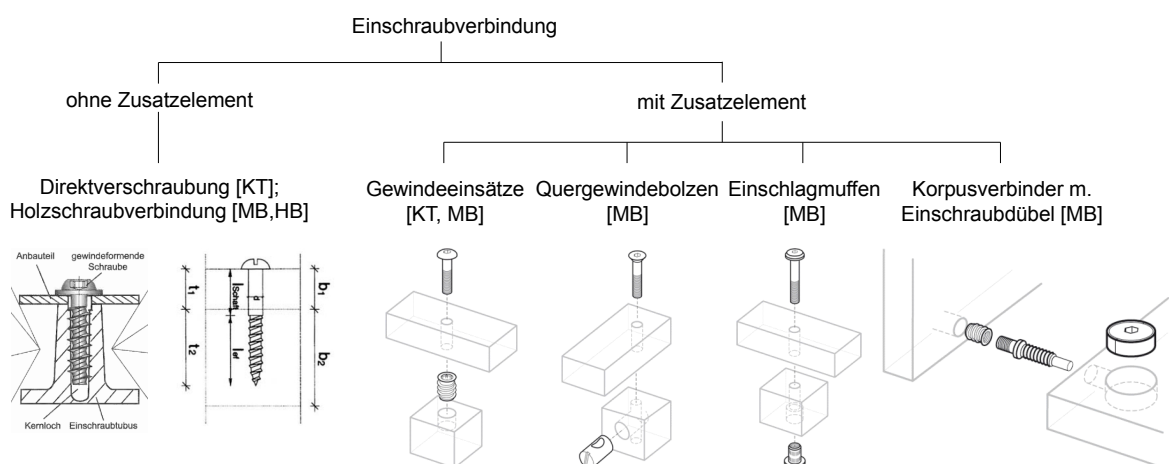 Einschraubverbindung
ohne Zusatzelement
mit Zusatzelement
Direktverschraubung [KT];
Holzschraubverbindung [MB,HB]
Gewindeeinsätze
[KT, MB]
Quergewindebolzen
[MB]
Einschlagmuffen
[MB]
Korpusverbinder m.
Einschraubdübel [MB]
Anbauteil
gewindeformende
Schraube
Kernloch
Einschraubtubus
t1
t2
lSchaft
d
lef
b1
b2